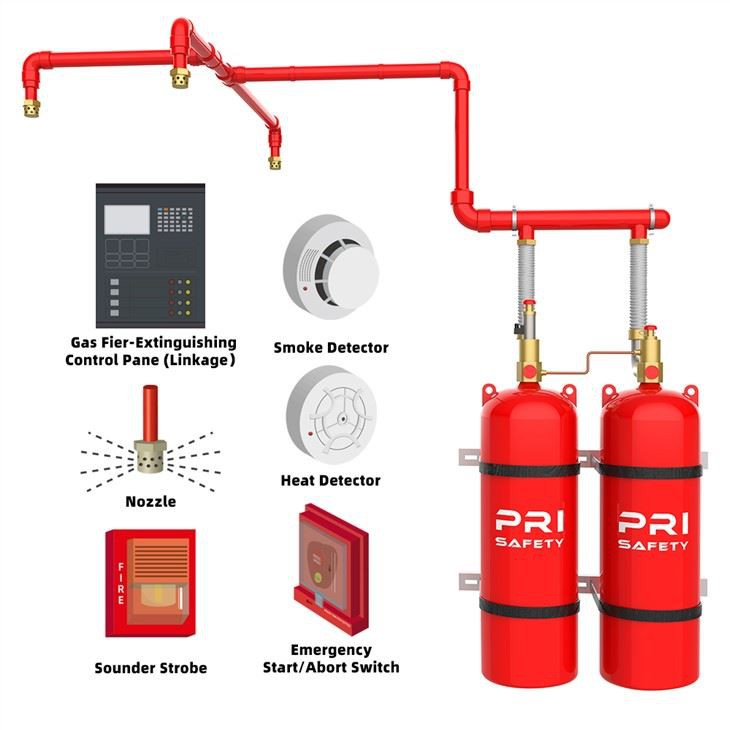 Gas Fier-Extinguishing
Control Pane (Linkage)
Smoke Detector
Nozzle
Heat Detector
FIRE
Sounder Strobe
Emergency
Start/Abort Switch
PRI
SAFETY
PRI
SAFETY